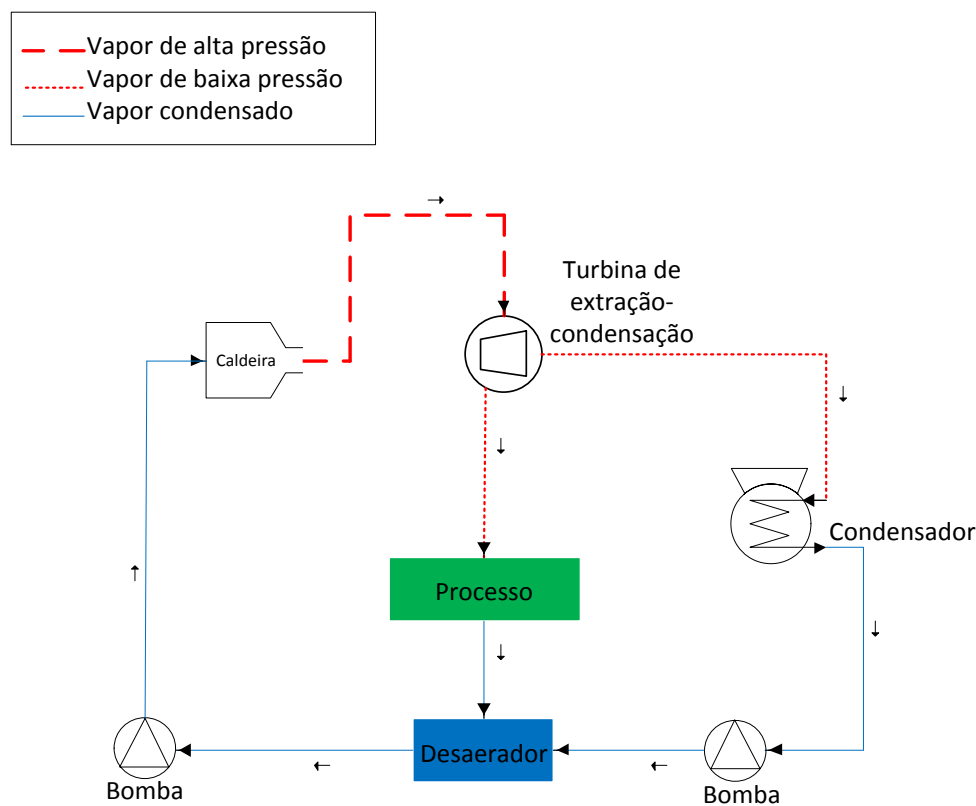 Vapor de alta pressão
Vapor de baixa pressão
Vapor condensado
Turbina de
extração-
condensação
Caldeira
Condensador
Processo
Desaerador
Bomba
Bomba